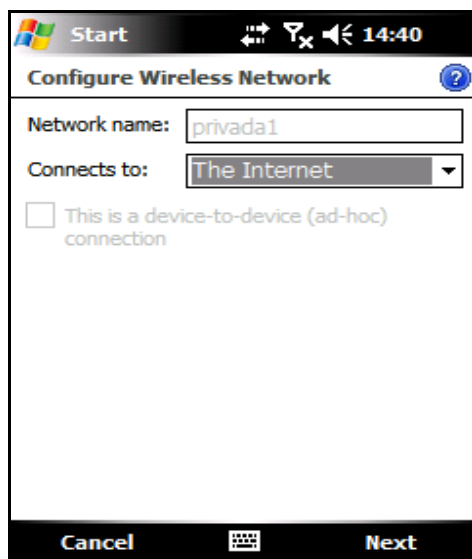 Start 14:40
Configure Wireless Network ?
Network name: privada1
Connects to: The Internet
This is a device-to-device (ad-hoc)
connection
Cancel Next